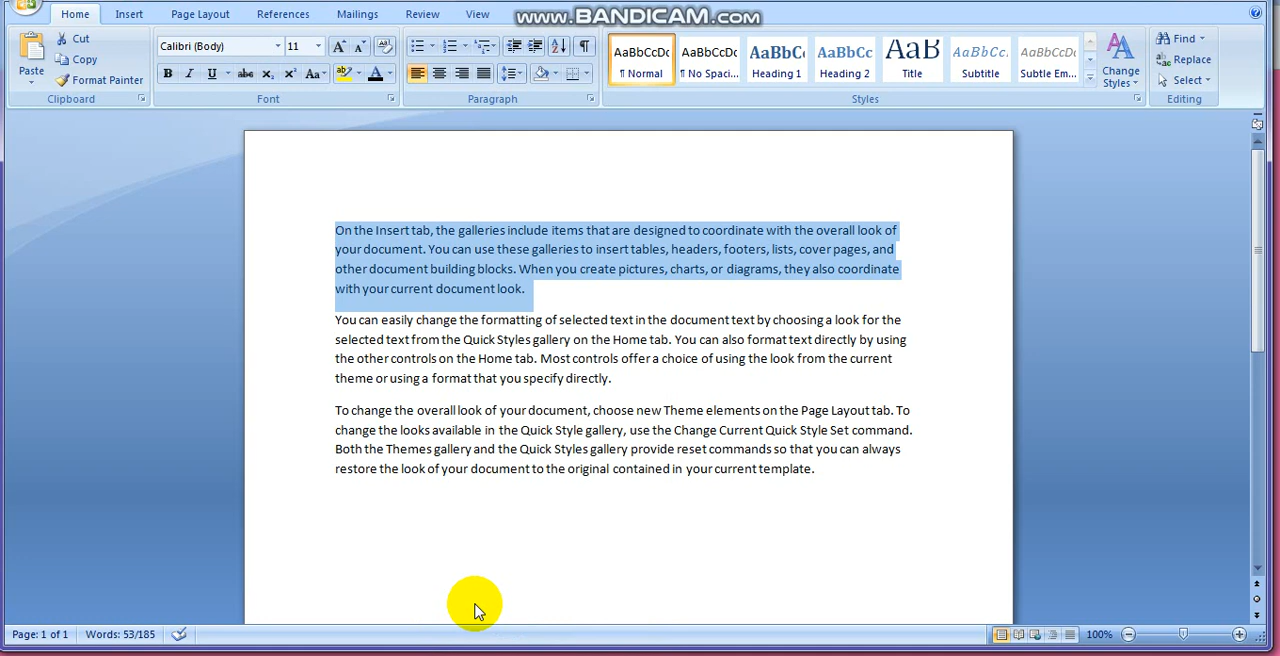 www.BANDICAM.com
Home Insert Page Layout References Mailings Review View
Paste
Cut
Copy
Format Painter
Clipboard
Calibri (Body) 11
Font
Paragraph
AaBbCcDc AaBbCcDc AaBbC AaBbCc AaB AaBbCc. AaBbCcDc
¶ Normal ¶ No Spaci... Heading 1 Heading 2 Title Subtitle Subtle Em...
Change
Styles
Styles
Find
Replace
Select
Editing
On the Insert tab, the galleries include items that are designed to coordinate with the overall look of
your document. You can use these galleries to insert tables, headers, footers, lists, cover pages, and
other document building blocks. When you create pictures, charts, or diagrams, they also coordinate
with your current document look.
You can easily change the formatting of selected text in the document text by choosing a look for the
selected text from the Quick Styles gallery on the Home tab. You can also format text directly by using
the other controls on the Home tab. Most controls offer a choice of using the look from the current
theme or using a format that you specify directly.
To change the overall look of your document, choose new Theme elements on the Page Layout tab. To
change the looks available in the Quick Style gallery, use the Change Current Quick Style Set command.
Both the Themes gallery and the Quick Styles gallery provide reset commands so that you can always
restore the look of your document to the original contained in your current template.
Page: 1 of 1 Words: 53/185 100%